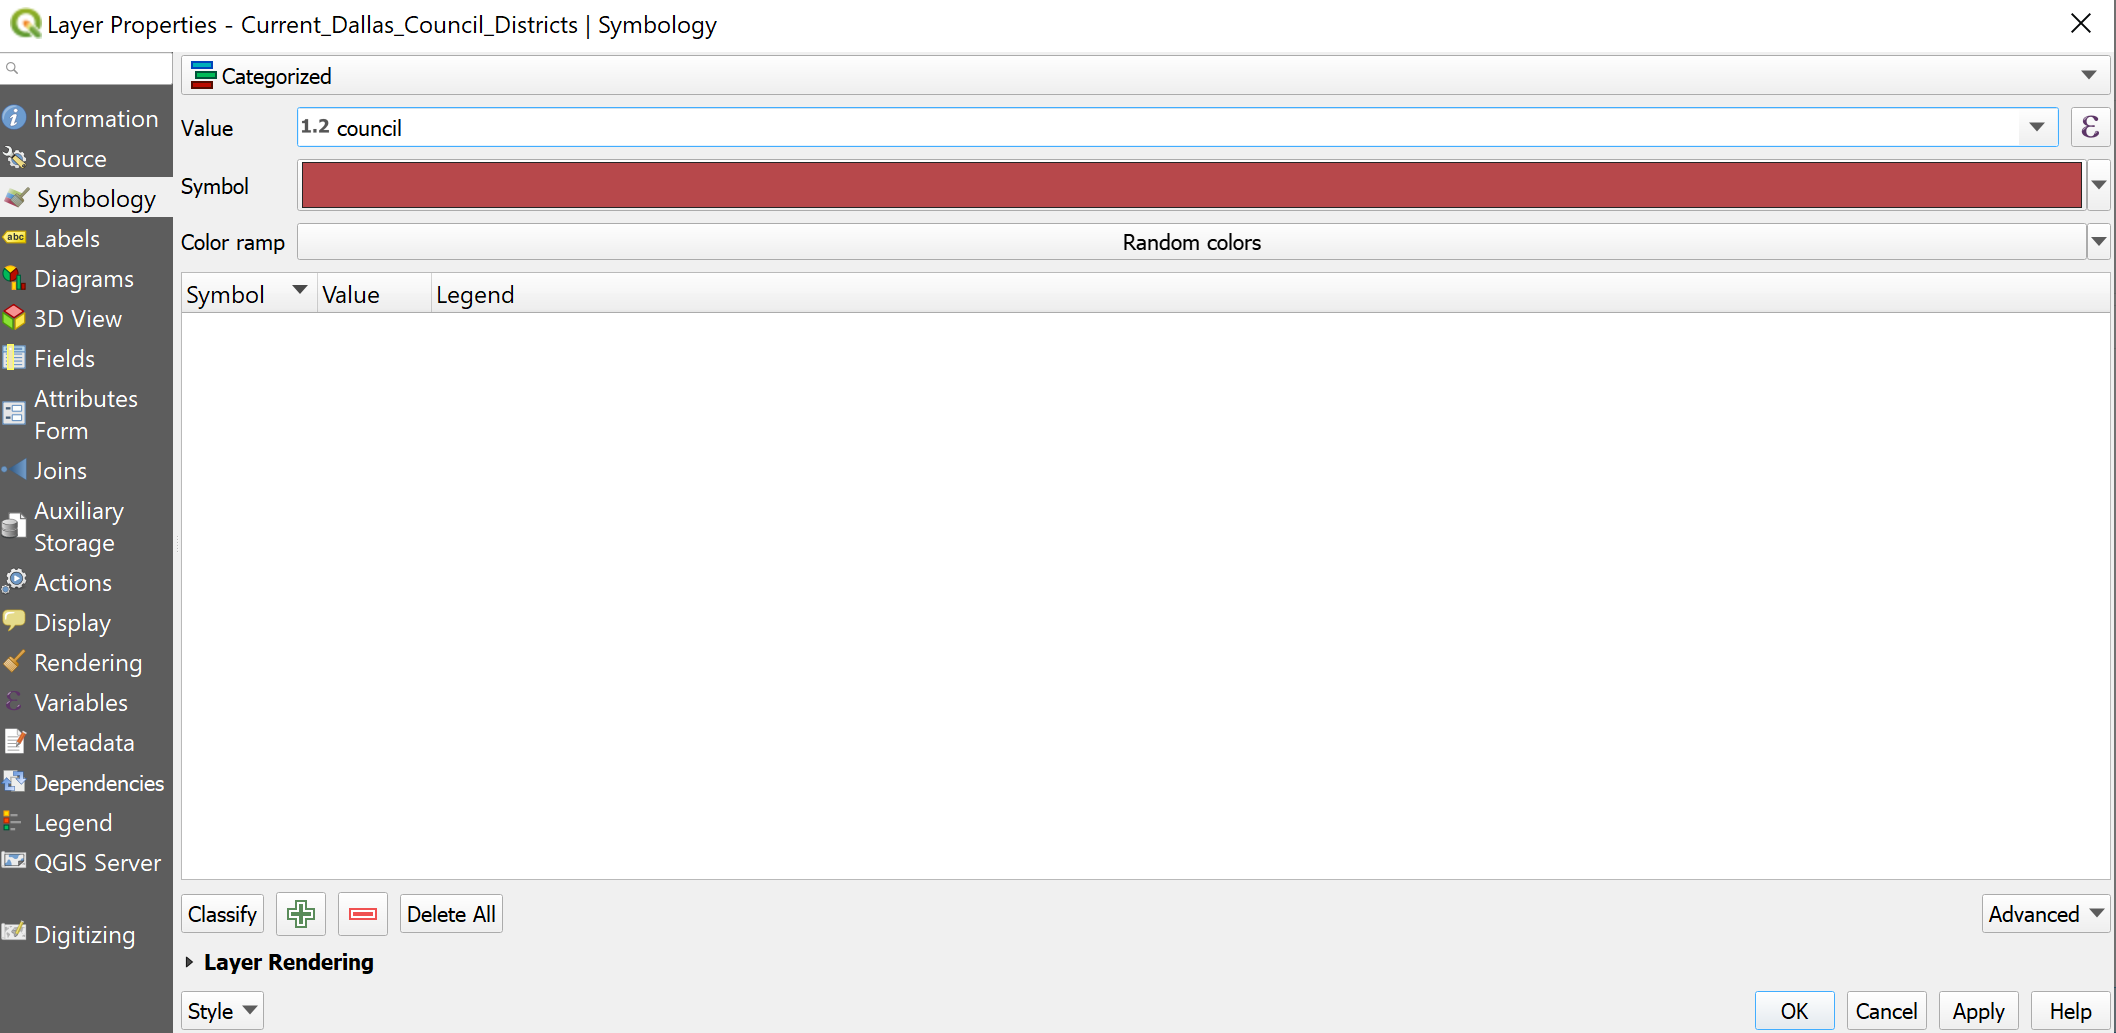 Layer Properties - Current_Dallas_Council_Districts | Symbology
Categorized
Information
Value 1.2 council ε
Source
Symbology
Symbol
Labels
Color ramp Random colors
Diagrams
Symbol Value Legend
3D View
Fields
Attributes
Form
Joins
Auxiliary
Storage
Actions
Display
Rendering
Variables
Metadata
Dependencies
Legend
QGIS Server
Digitizing
Classify Delete All Advanced
Layer Rendering
Style OK Cancel Apply Help
abc